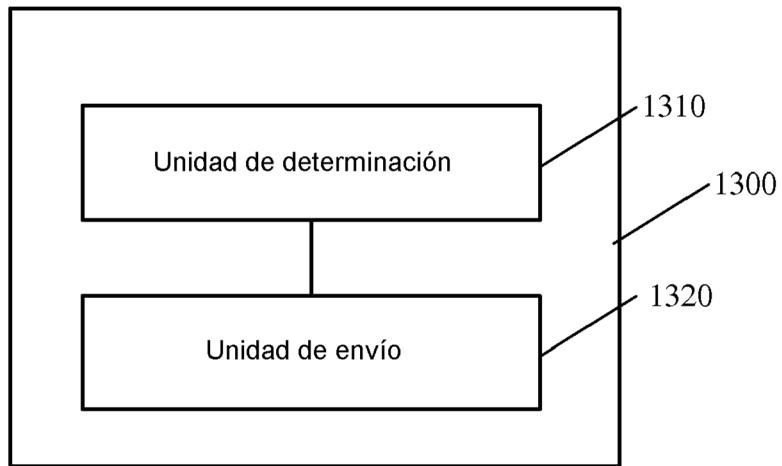 1310
Unidad de determinación
1300
1320
Unidad de envío